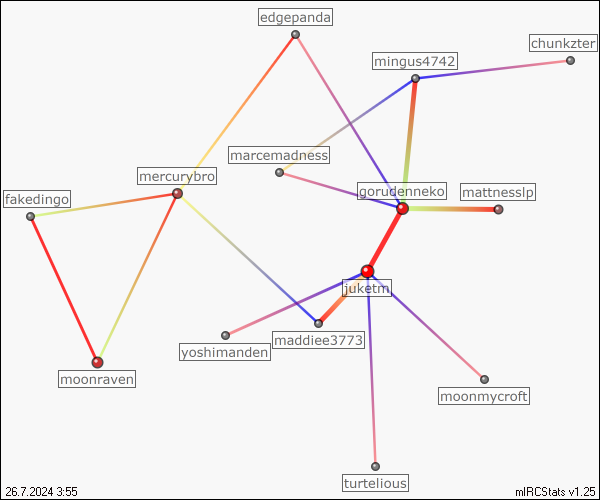 edgepanda
chunkzter
mingus4742
marcemadness
mercurybro
gorudenneko
mattnesslp
fakedingo
juketm
maddiee3773
yoshimanden
moonraven
moonmycroft
turtelious
26.7.2024 3:55
mIRCStats v1.25